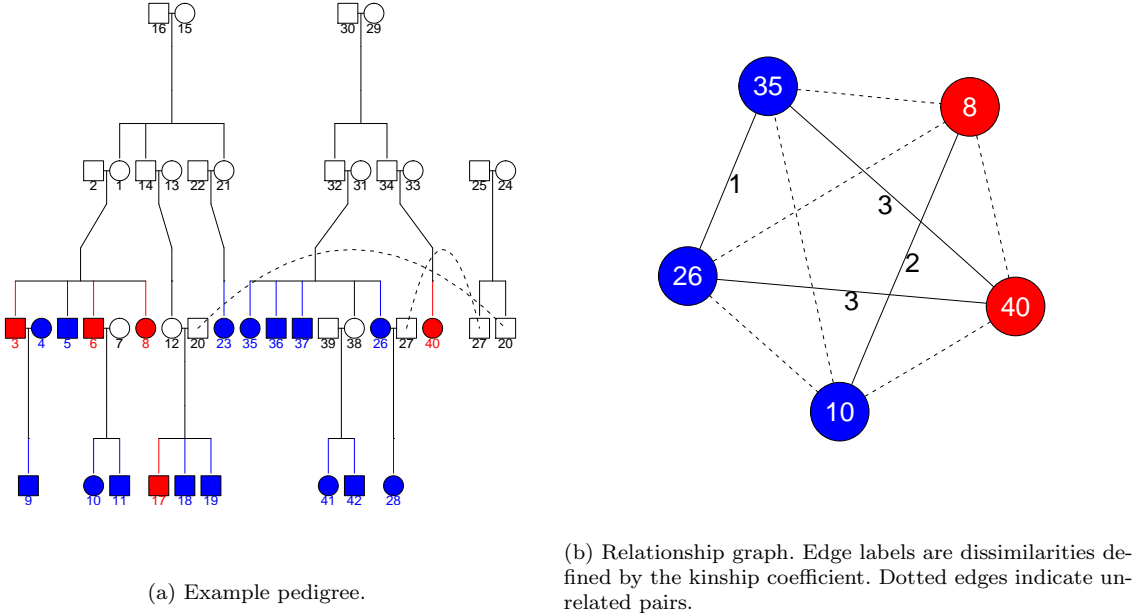 16 15 30 29
2 1 14 13 22 21 32 31 34 33 25 24
3 4 5 6 7 8 12 20 23 35 36 37 39 38 26 27 40 27 20
9 10 11 17 18 19 41 42 28
(a) Example pedigree.
35
8
1
3
2
26
3
40
10
(b) Relationship graph. Edge labels are dissimilarities de-
fined by the kinship coefficient. Dotted edges indicate un-
related pairs.